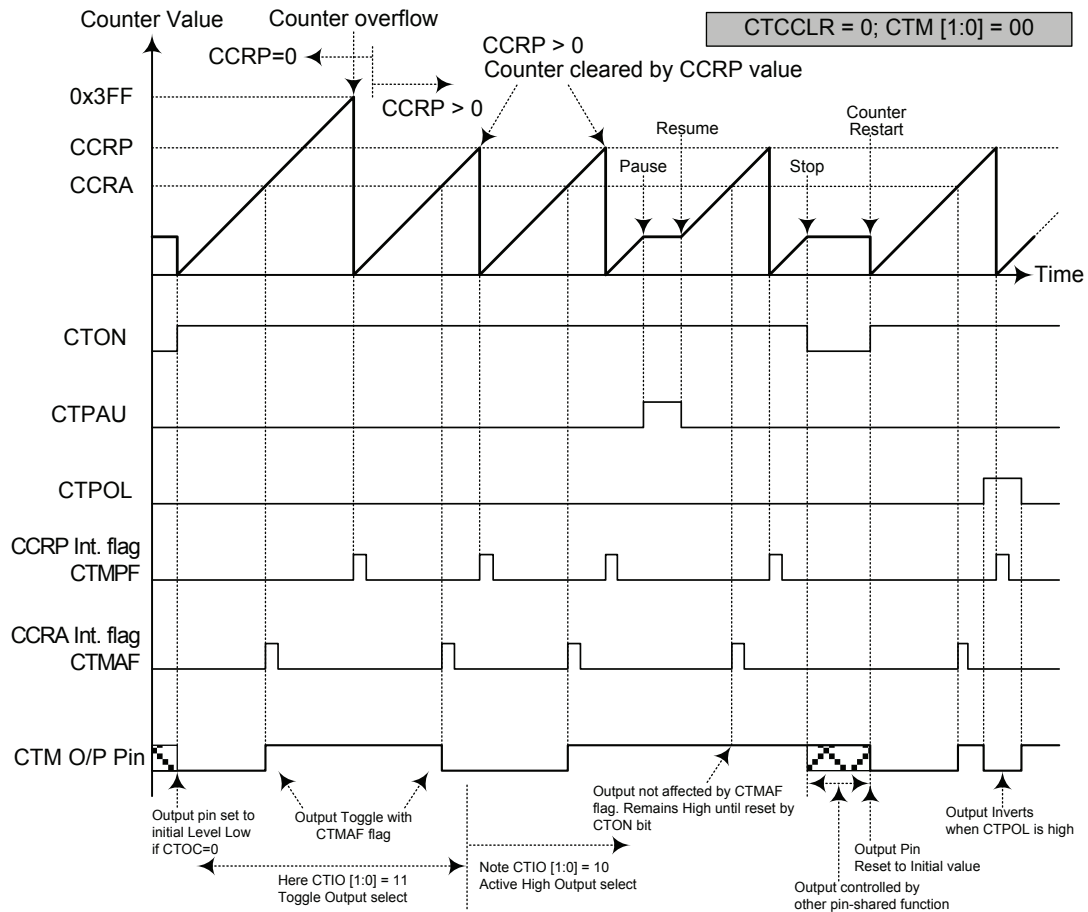 Counter Value
Counter overflow
CTCCLR = 0; CTM [1:0] = 00
CCRP=0
CCRP > 0
CCRP > 0
Counter cleared by CCRP value
0x3FF
CCRP
CCRA
Pause
Resume
Stop
Counter
Restart
Time
CTON
CTPAU
CTPOL
CCRP Int. flag
CTMPF
CCRA Int. flag
CTMAF
CTM O/P Pin
Output pin set to
initial Level Low
if CTOC=0
Output Toggle with
CTMAF flag
Here CTIO [1:0] = 11
Toggle Output select
Note CTIO [1:0] = 10
Active High Output select
Output not affected by CTMAF
flag. Remains High until reset by
CTON bit
Output controlled by
other pin-shared function
Output Pin
Reset to Initial value
Output Inverts
when CTPOL is high